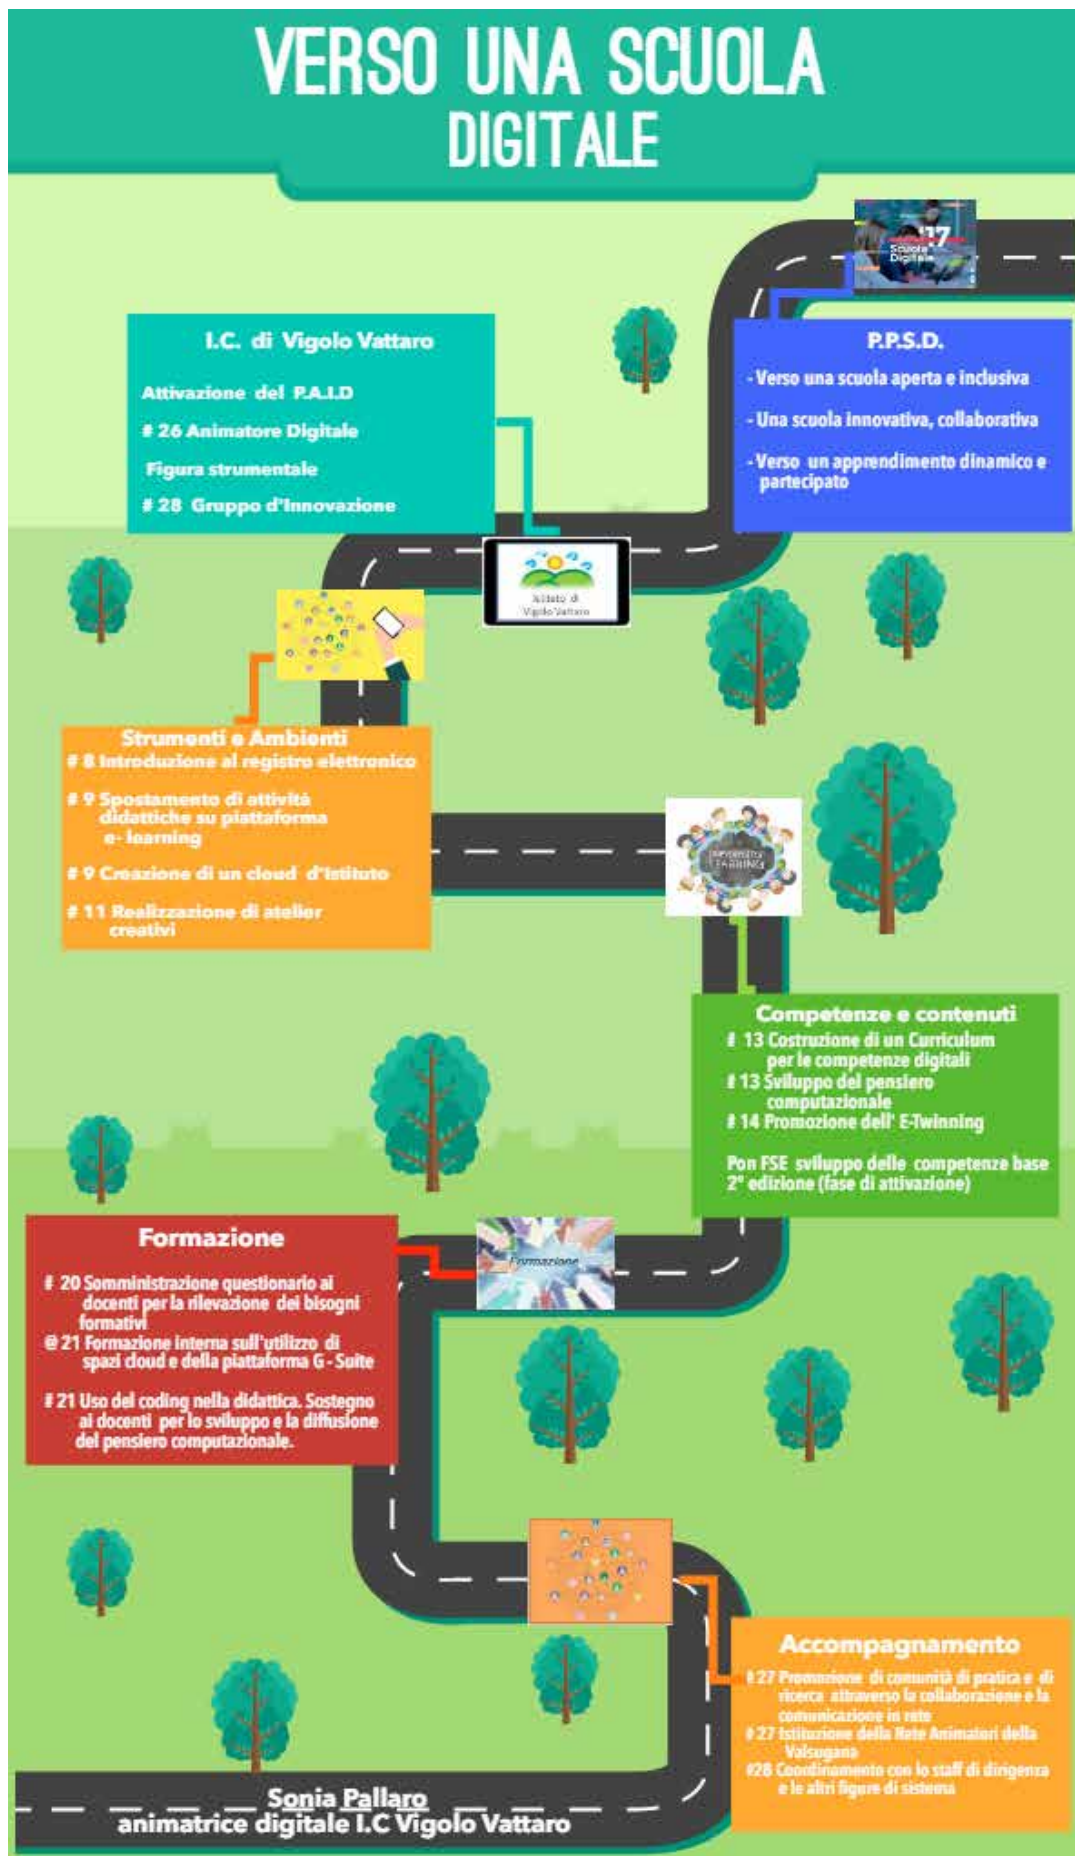 VERSO UNA SCUOLA
DIGITALE
'17
Scuola
Digitale
P.P.S.D.
- Verso una scuola aperta e inclusiva
- Una scuola innovativa, collaborativa
- Verso un apprendimento dinamico e
partecipato
I.C. di Vigolo Vattaro
Attivazione del P.A.I.D
# 26 Animatore Digitale
Figura strumentale
# 28 Gruppo d'Innovazione
Istituto di
Vigolo Vattaro
Strumenti e Ambienti
# 8 Introduzione al registro elettronico
# 9 Spostamento di attività
didattiche su piattaforma
e- learning
# 9 Creazione di un cloud d'Istituto
# 11 Realizzazione di atelier
creativi
LEARNING
Competenze e contenuti
# 13 Costruzione di un Curriculum
per le competenze digitali
# 13 Sviluppo del pensiero
computazionale
# 14 Promozione dell' E-Twinning
Pon FSE sviluppo delle competenze base
2° edizione (fase di attivazione)
Formazione
Formazione
# 20 Somministrazione questionario ai
docenti per la rilevazione dei bisogni
formativi
@ 21 Formazione interna sull'utilizzo di
spazi cloud e della piattaforma G - Suite
# 21 Uso del coding nella didattica. Sostegno
ai docenti per lo sviluppo e la diffusione
del pensiero computazionale.
Accompagnamento
# 27 Promozione di comunità di pratica e di
ricerca attraverso la collaborazione e la
comunicazione in rete
# 27 Istituzione della Rete Animatori della
Valsugana
#28 Coordinamento con lo staff di dirigenza
e le altri figure di sistema
Sonia Pallaro
animatrice digitale I.C Vigolo Vattaro